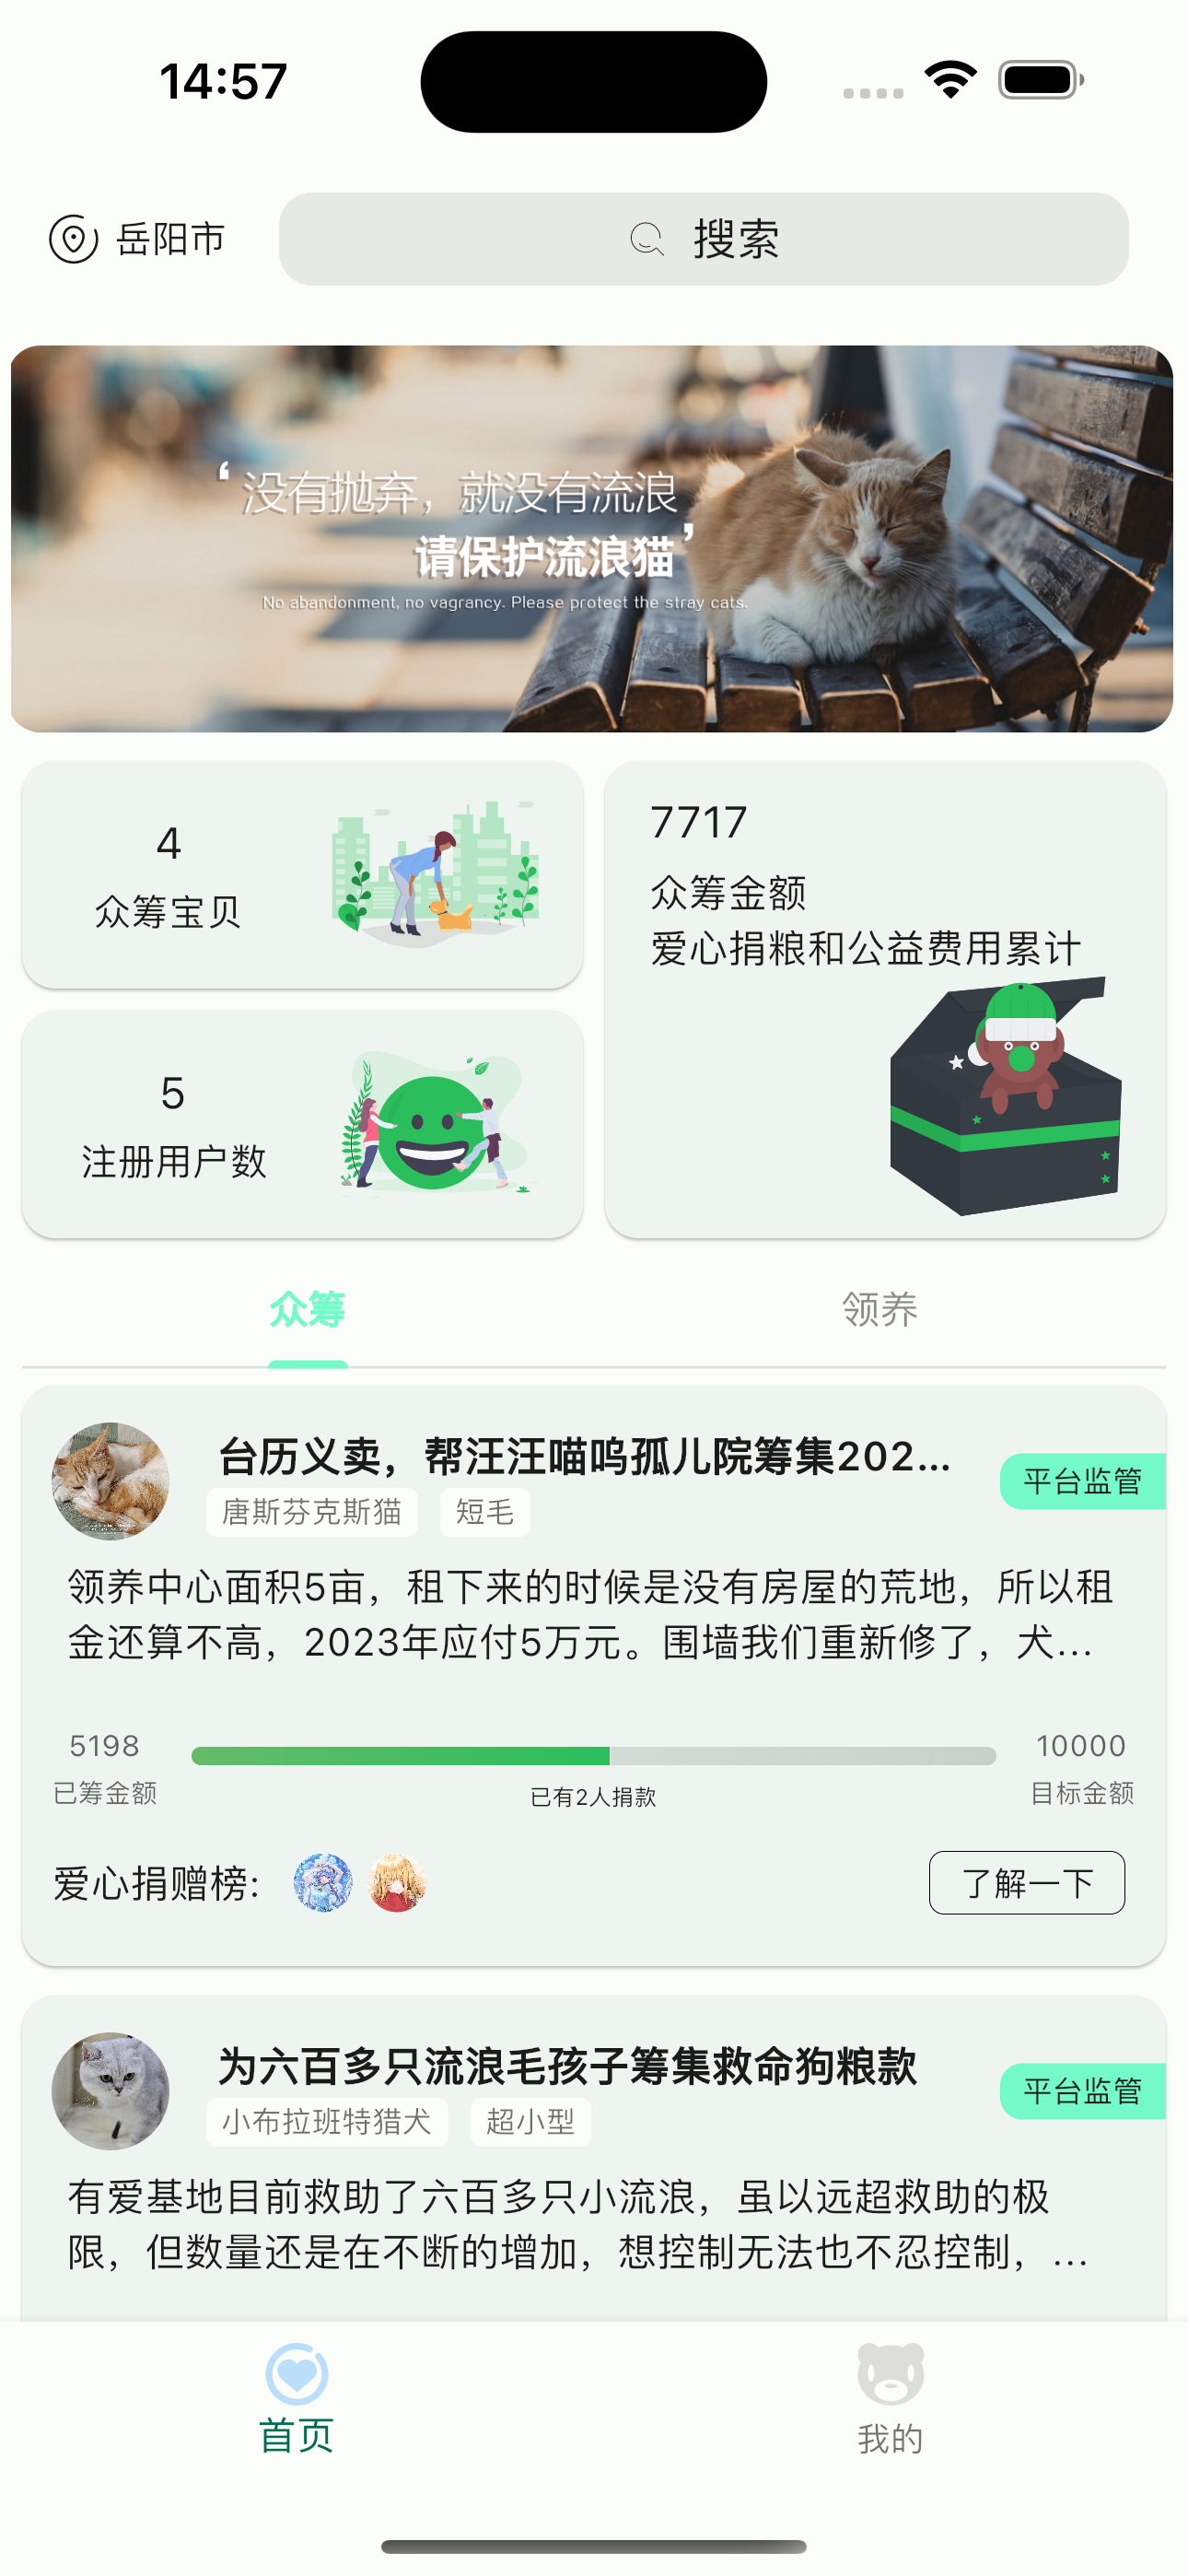 14:57
岳阳市
搜索
‘ 没有抛弃，就没有流浪
请保护流浪猫 ’
No abandonment, no vagrancy. Please protect the stray cats.
4
众筹宝贝
7717
众筹金额
爱心捐粮和公益费用累计
5
注册用户数
众筹
领养
台历义卖，帮汪汪喵呜孤儿院筹集202...
平台监管
唐斯芬克斯猫
短毛
领养中心面积5亩，租下来的时候是没有房屋的荒地，所以租
金还算不高，2023年应付5万元。围墙我们重新修了，犬...
5198
已筹金额
已有2人捐款
10000
目标金额
爱心捐赠榜:
了解一下
为六百多只流浪毛孩子筹集救命狗粮款
平台监管
小布拉班特猎犬
超小型
有爱基地目前救助了六百多只小流浪，虽以远超救助的极
限，但数量还是在不断的增加，想控制无法也不忍控制，...
首页
我的